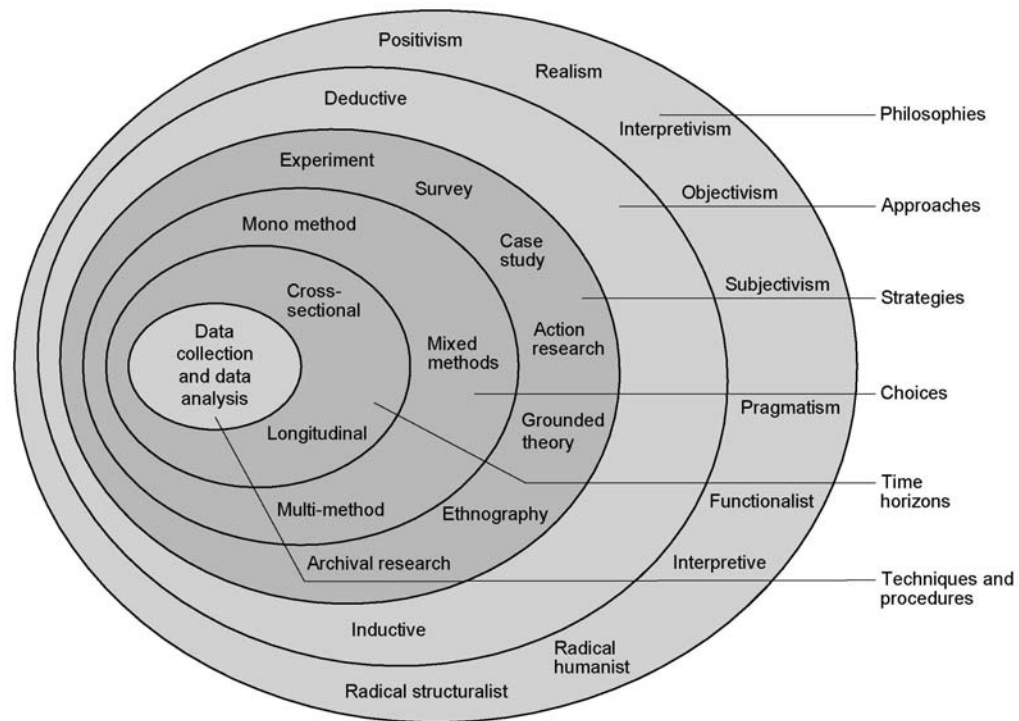 Positivism
Realism
Interpretivism
Objectivism
Subjectivism
Pragmatism
Functionalist
Interpretive
Radical
humanist
Radical structuralist
Deductive
Inductive
Experiment
Survey
Case
study
Action
research
Grounded
theory
Ethnography
Archival research
Mono method
Mixed
methods
Multi-method
Cross-
sectional
Longitudinal
Data
collection
and data
analysis
Philosophies
Approaches
Strategies
Choices
Time
horizons
Techniques and
procedures